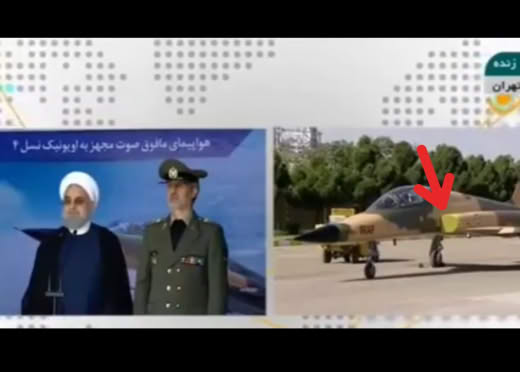 زنده
تهران
هواپیمای مافوق صوت مجهز به اویونیک نسل ۴